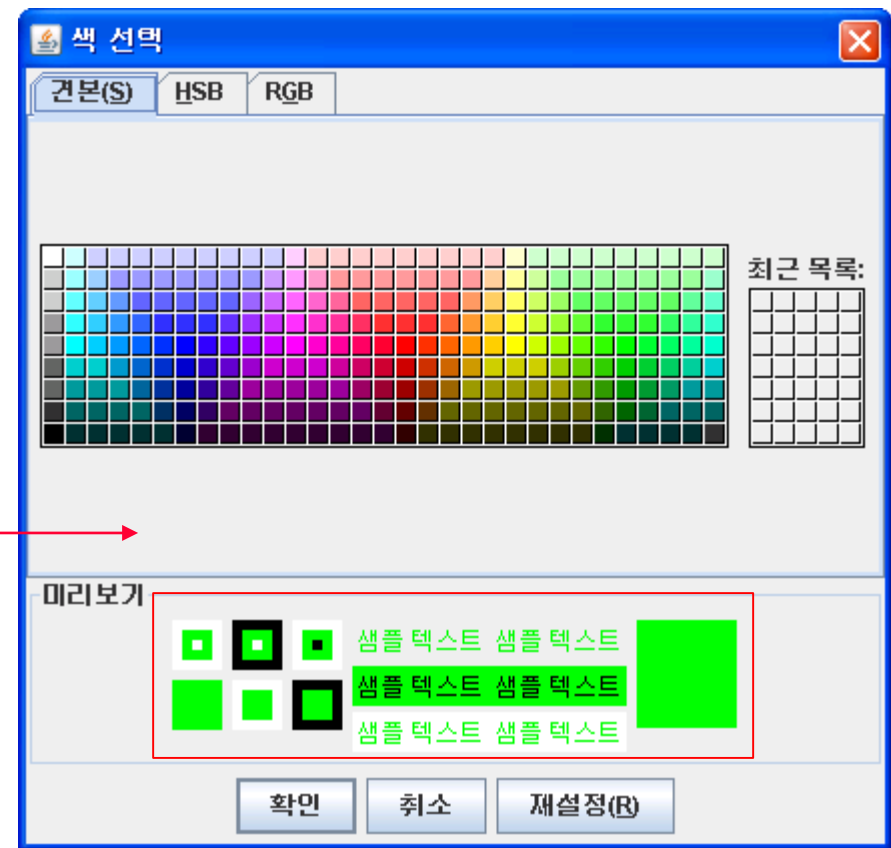 색 선택
견본(S) HSB RGB
최근 목록:
미리보기
샘플 텍스트 샘플 텍스트
샘플 텍스트 샘플 텍스트
샘플 텍스트 샘플 텍스트
확인 취소 재설정(R)